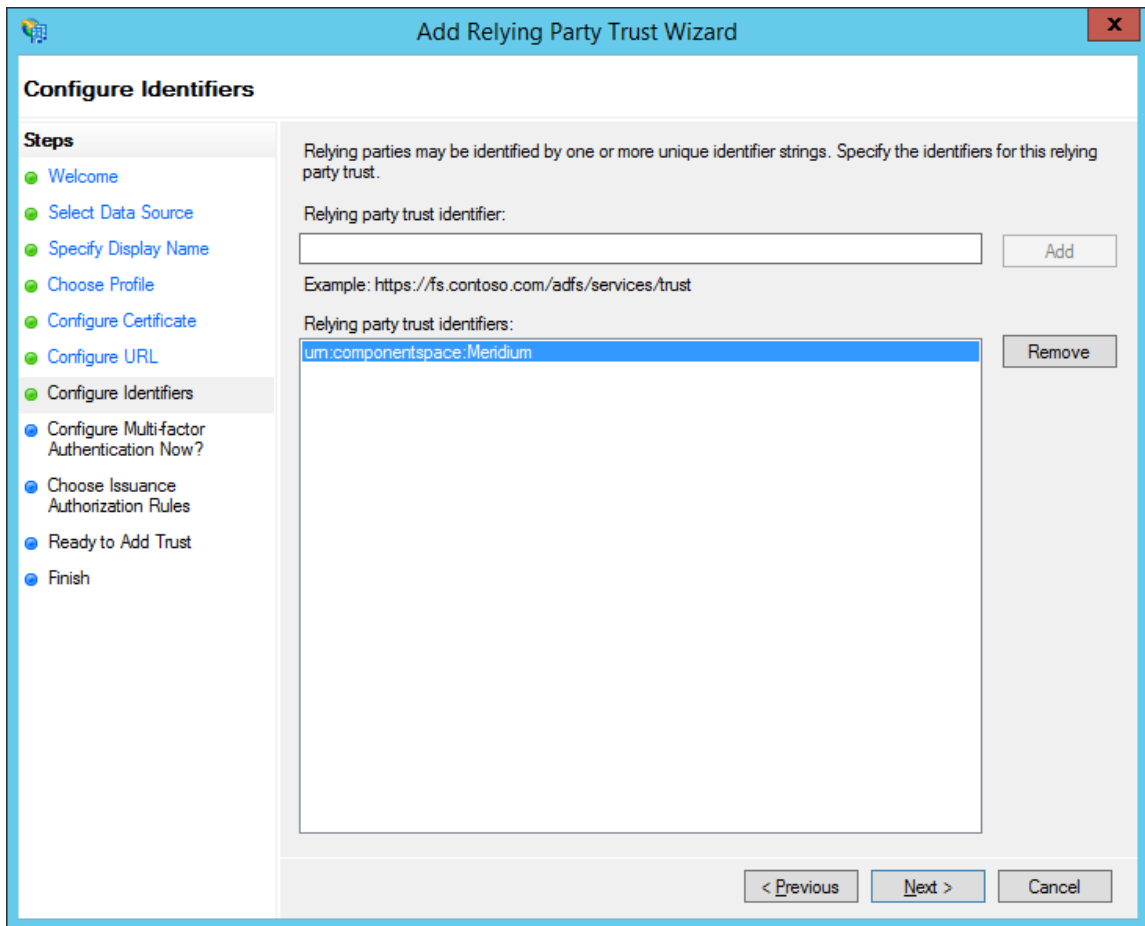 Add Relying Party Trust Wizard
x
Configure Identifiers
Steps
Welcome
Select Data Source
Specify Display Name
Choose Profile
Configure Certificate
Configure URL
Configure Identifiers
Configure Multi-factor
Authentication Now?
Choose Issuance
Authorization Rules
Ready to Add Trust
Finish
Relying parties may be identified by one or more unique identifier strings. Specify the identifiers for this relying
party trust.
Relying party trust identifier:
Add
Example: https://fs.contoso.com/adfs/services/trust
Relying party trust identifiers:
urn:componentspace:Meridium
Remove
< Previous
Next >
Cancel